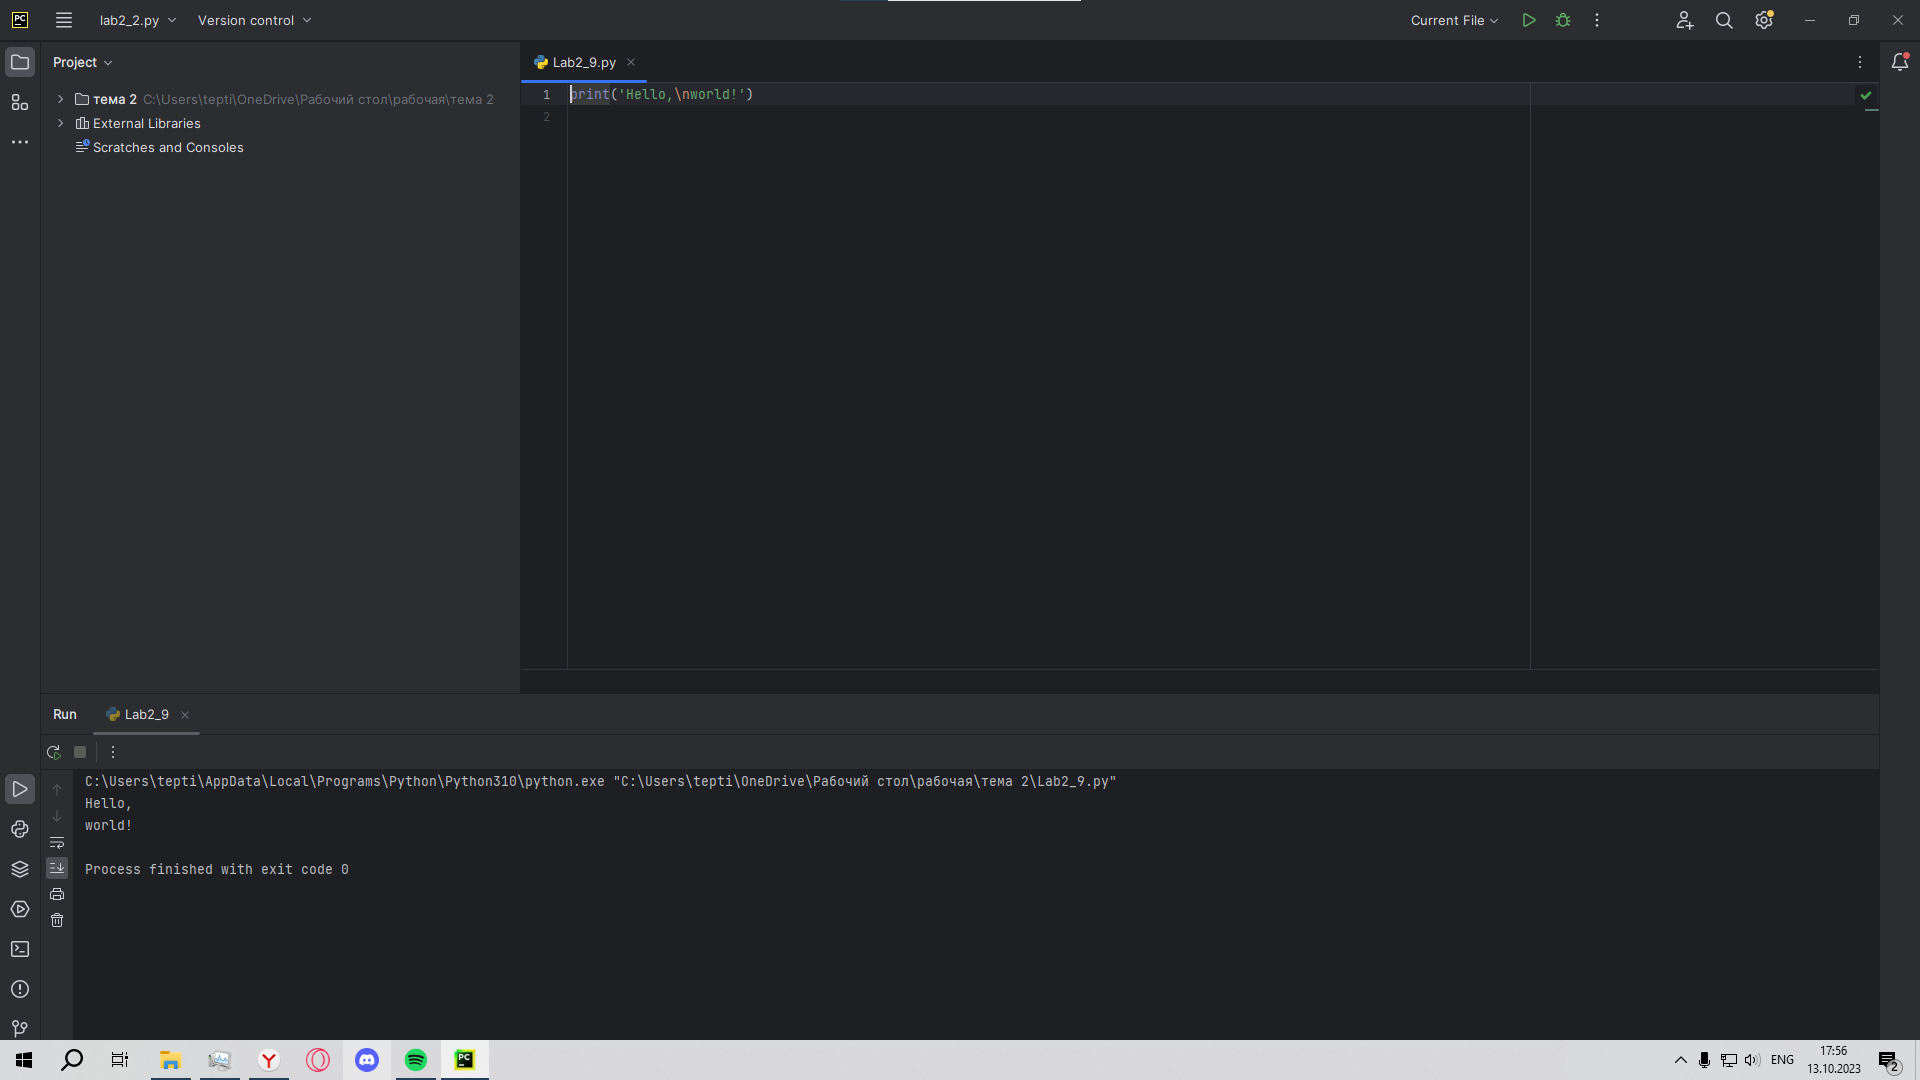 PC lab2_2.py Version control Current File
Project
Lab2_9.py
тема 2 C:\Users\tepti\OneDrive\Рабочий стол\рабочая\тема 2
External Libraries
Scratches and Consoles
1 print('Hello,\nworld!')
2
Run Lab2_9
C:\Users\tepti\AppData\Local\Programs\Python\Python310\python.exe "C:\Users\tepti\OneDrive\Рабочий стол\рабочая\тема 2\Lab2_9.py"
Hello,
world!
Process finished with exit code 0
PC
ENG
17:56
13.10.2023
2